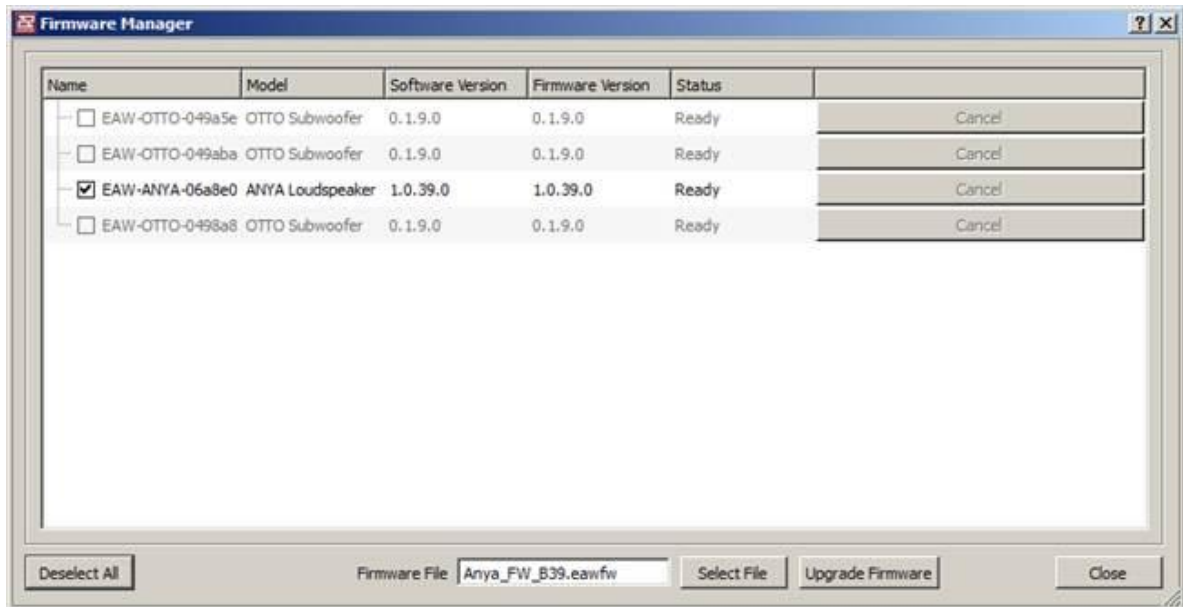 Firmware Manager
Name Model Software Version Firmware Version Status
EAW-OTTO-049a5e OTTO Subwoofer 0.1.9.0 0.1.9.0 Ready Cancel
EAW-OTTO-049aba OTTO Subwoofer 0.1.9.0 0.1.9.0 Ready Cancel
EAW-ANYA-06a8e0 ANYA Loudspeaker 1.0.39.0 1.0.39.0 Ready Cancel
EAW-OTTO-0498a8 OTTO Subwoofer 0.1.9.0 0.1.9.0 Ready Cancel
Deselect All Firmware File Anya_FW_B39.eawfw Select File Upgrade Firmware Close